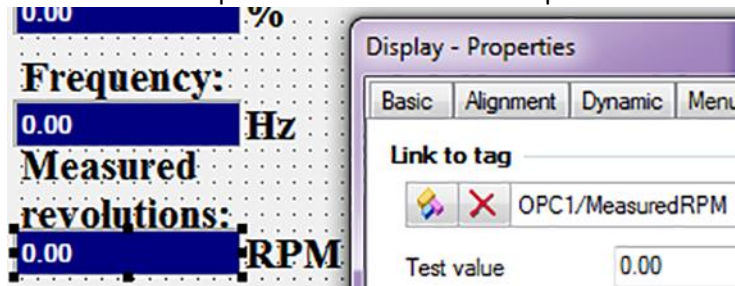 0.00 %
Frequency:
0.00 Hz
Measured
revolutions:
0.00 RPM
Display - Properties
Basic Alignment Dynamic Menu
Link to tag
OPC1/MeasuredRPM
Test value 0.00